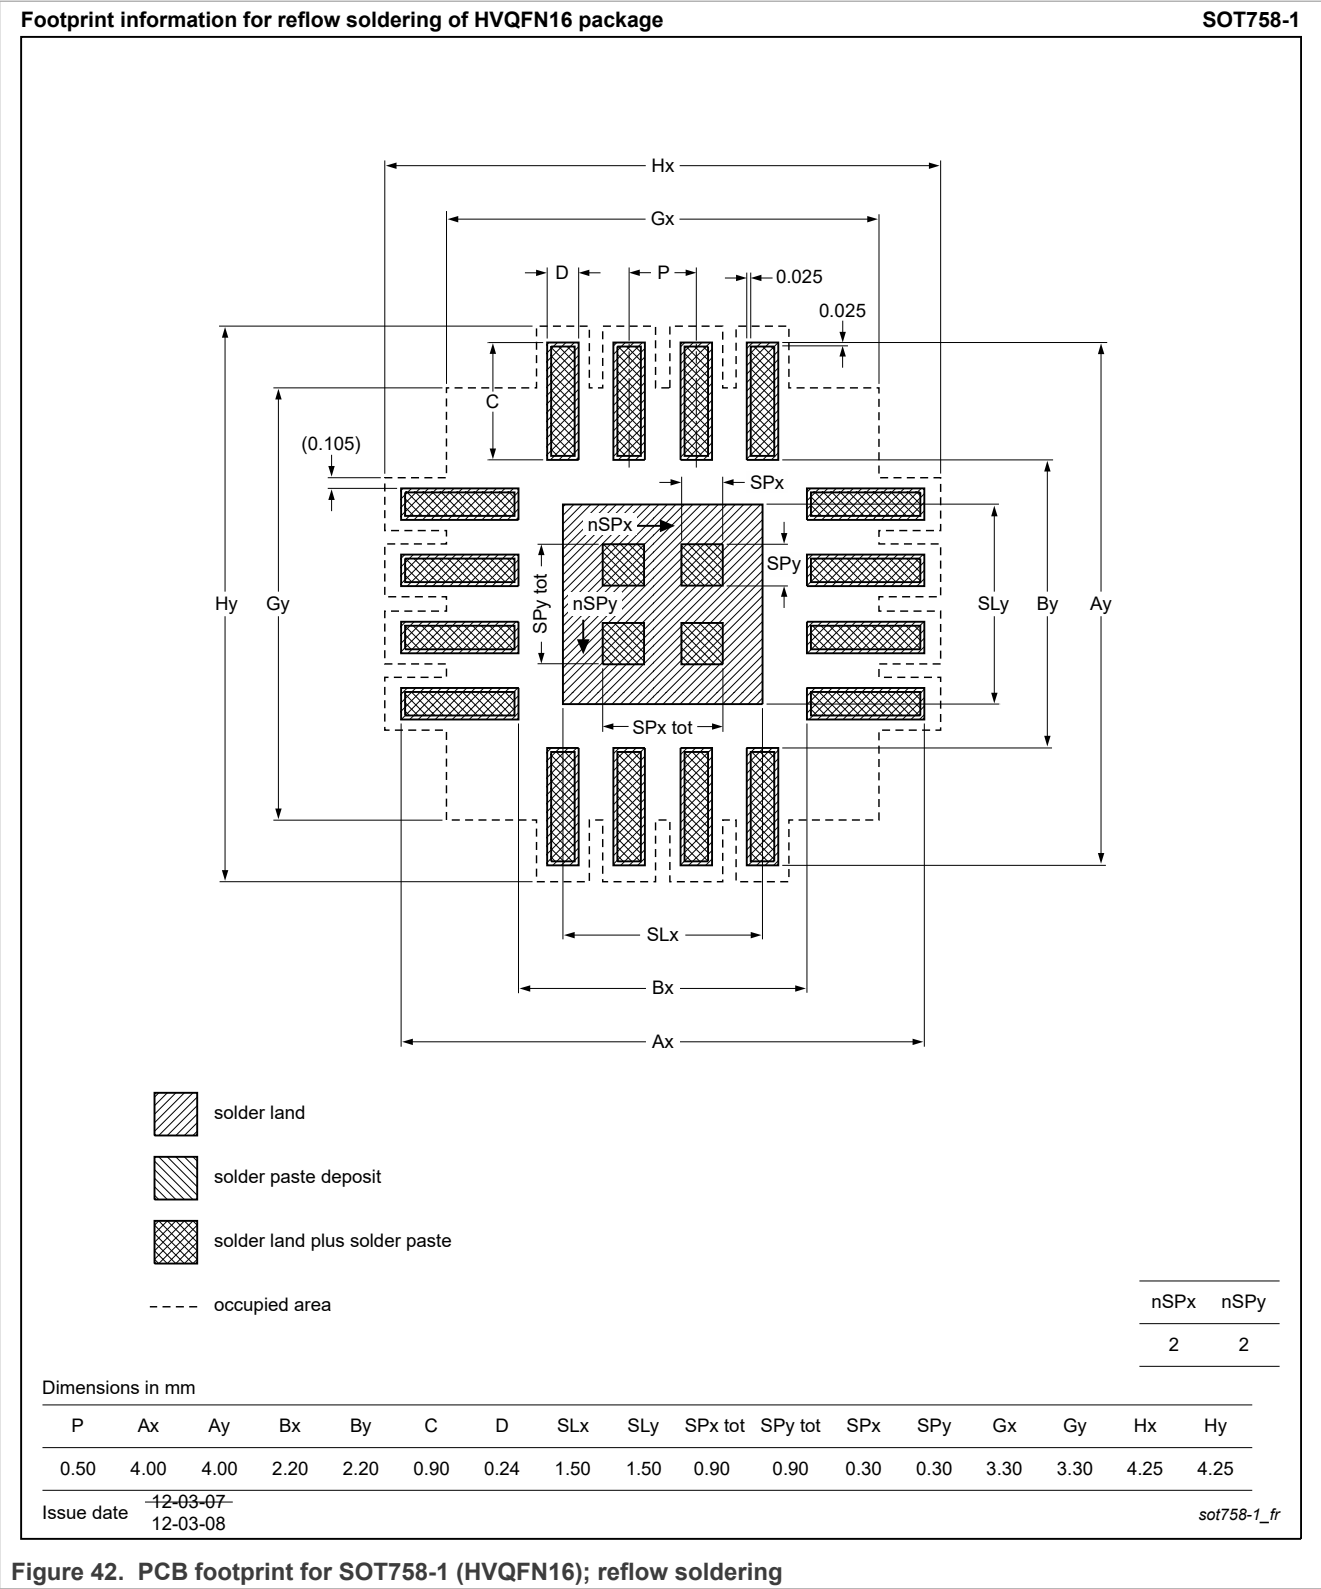 Footprint information for reflow soldering of HVQFN16 package SOT758-1
Hx
Gx
D P 0.025
0.025
C
(0.105)
SPx
nSPx
SPy
SPy tot
nSPy
Hy Gy SLy By Ay
SPx tot
SLx
Bx
Ax
solder land
solder paste deposit
solder land plus solder paste
occupied area
nSPx nSPy
2 2
Dimensions in mm
P Ax Ay Bx By C D SLx SLy SPx tot SPy tot SPx SPy Gx Gy Hx Hy
0.50 4.00 4.00 2.20 2.20 0.90 0.24 1.50 1.50 0.90 0.90 0.30 0.30 3.30 3.30 4.25 4.25
12-03-07
Issue date
12-03-08
sot758-1_fr
Figure 42. PCB footprint for SOT758-1 (HVQFN16); reflow soldering